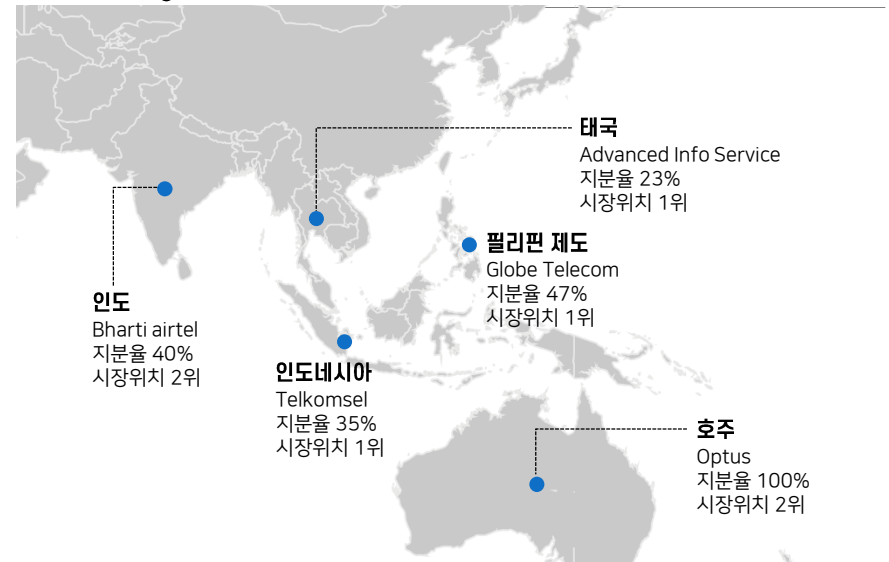 태국
Advanced Info Service
지분율 23%
시장위치 1위
필리핀 제도
Globe Telecom
지분율 47%
시장위치 1위
인도
Bharti airtel
지분율 40%
시장위치 2위
인도네시아
Telkomsel
지분율 35%
시장위치 1위
호주
Optus
지분율 100%
시장위치 2위